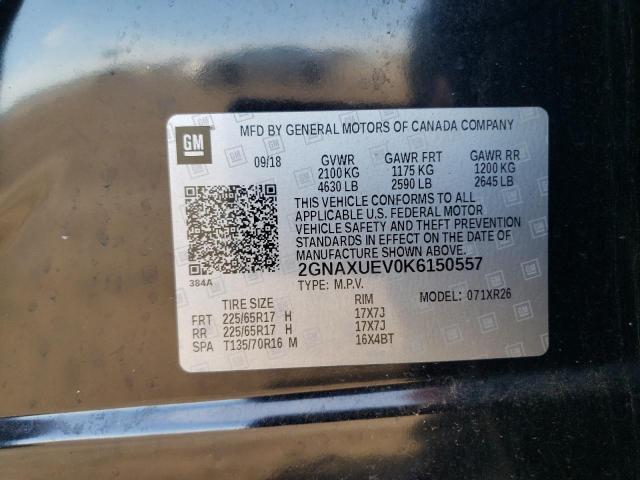 GM
MFD BY GENERAL MOTORS OF CANADA COMPANY
09/18 GVWR GAWR FRT GAWR RR
2100 KG 1175 KG 1200 KG
4630 LB 2590 LB 2645 LB
THIS VEHICLE CONFORMS TO ALL
APPLICABLE U.S. FEDERAL MOTOR
VEHICLE SAFETY AND THEFT PREVENTION
STANDARDS IN EFFECT ON THE DATE OF
MANUFACTURE SHOWN ABOVE.
2GNAXUEV0K6150557
384A
TYPE: M.P.V. MODEL: 071XR26
TIRE SIZE RIM
FRT 225/65R17 H 17X7J
RR 225/65R17 H 17X7J
SPA T135/70R16 M 16X4BT